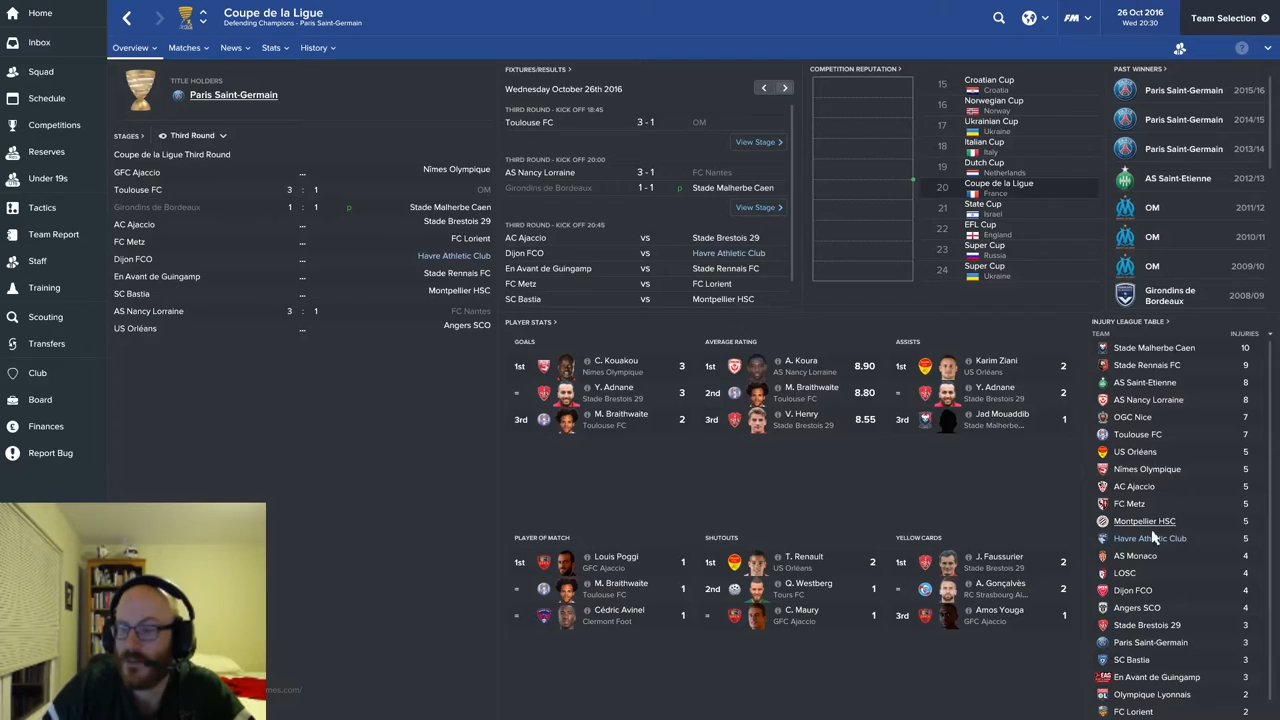 Home
Inbox
Squad
Schedule
Competitions
Reserves
Under 19s
Tactics
Team Report
Staff
Training
Scouting
Transfers
Club
Board
Finances
Report Bug
Coupe de la Ligue
Defending Champions - Paris Saint-Germain
FM
26 Oct 2016
Wed 20:30
Team Selection
Overview
Matches
News
Stats
History
TITLE HOLDERS
Paris Saint-Germain
STAGES >
Third Round
Coupe de la Ligue Third Round
GFC Ajaccio ... Nîmes Olympique
Toulouse FC 3 : 1 OM
Girondins de Bordeaux 1 : 1 p Stade Malherbe Caen
AC Ajaccio ... Stade Brestois 29
FC Metz ... FC Lorient
Dijon FCO ... Havre Athletic Club
En Avant de Guingamp ... Stade Rennais FC
SC Bastia ... Montpellier HSC
AS Nancy Lorraine 3 : 1 FC Nantes
US Orléans ... Angers SCO
FIXTURES/RESULTS >
Wednesday October 26th 2016
THIRD ROUND - KICK OFF 18:45
Toulouse FC 3 - 1 OM
View Stage >
THIRD ROUND - KICK OFF 20:00
AS Nancy Lorraine 3 - 1 FC Nantes
Girondins de Bordeaux 1 - 1 p Stade Malherbe Caen
View Stage >
THIRD ROUND - KICK OFF 20:45
AC Ajaccio vs Stade Brestois 29
Dijon FCO vs Havre Athletic Club
En Avant de Guingamp vs Stade Rennais FC
FC Metz vs FC Lorient
SC Bastia vs Montpellier HSC
COMPETITION REPUTATION >
15 Croatian Cup
Croatia
16 Norwegian Cup
Norway
17 Ukrainian Cup
Ukraine
18 Italian Cup
Italy
19 Dutch Cup
Netherlands
20 Coupe de la Ligue
France
21 State Cup
Israel
22 EFL Cup
England
23 Super Cup
Russia
24 Super Cup
Ukraine
PAST WINNERS >
Paris Saint-Germain 2015/16
Paris Saint-Germain 2014/15
Paris Saint-Germain 2013/14
AS Saint-Etienne 2012/13
OM 2011/12
OM 2010/11
OM 2009/10
Girondins de
Bordeaux 2008/09
PLAYER STATS >
GOALS
1st C. Kouakou 3
Nîmes Olympique
= Y. Adnane 3
Stade Brestois 29
3rd M. Braithwaite 2
Toulouse FC
AVERAGE RATING
1st A. Koura 8.90
AS Nancy Lorraine
2nd M. Braithwaite 8.80
Toulouse FC
3rd V. Henry 8.55
Stade Brestois 29
ASSISTS
1st Karim Ziani 2
US Orléans
= Y. Adnane 2
Stade Brestois 29
3rd Jad Mouaddib 1
Stade Malherbe...
PLAYER OF MATCH
1st Louis Poggi 1
GFC Ajaccio
= M. Braithwaite 1
Toulouse FC
= Cédric Avinel 1
Clermont Foot
SHUTOUTS
1st T. Renault 2
US Orléans
2nd Q. Westberg 1
Tours FC
= C. Maury 1
GFC Ajaccio
YELLOW CARDS
1st J. Faussurier 2
Stade Brestois 29
= A. Gonçalvès 2
RC Strasbourg Al...
3rd Amos Youga 1
GFC Ajaccio
INJURY LEAGUE TABLE >
TEAM INJURIES
Stade Malherbe Caen 10
Stade Rennais FC 9
AS Saint-Etienne 8
AS Nancy Lorraine 8
OGC Nice 7
Toulouse FC 7
US Orléans 5
Nîmes Olympique 5
AC Ajaccio 5
FC Metz 5
Montpellier HSC 5
Havre Athletic Club 5
AS Monaco 4
LOSC 4
Dijon FCO 4
Angers SCO 4
Stade Brestois 29 3
Paris Saint-Germain 3
SC Bastia 3
En Avant de Guingamp 3
Olympique Lyonnais 2
FC Lorient 2
mes.com/